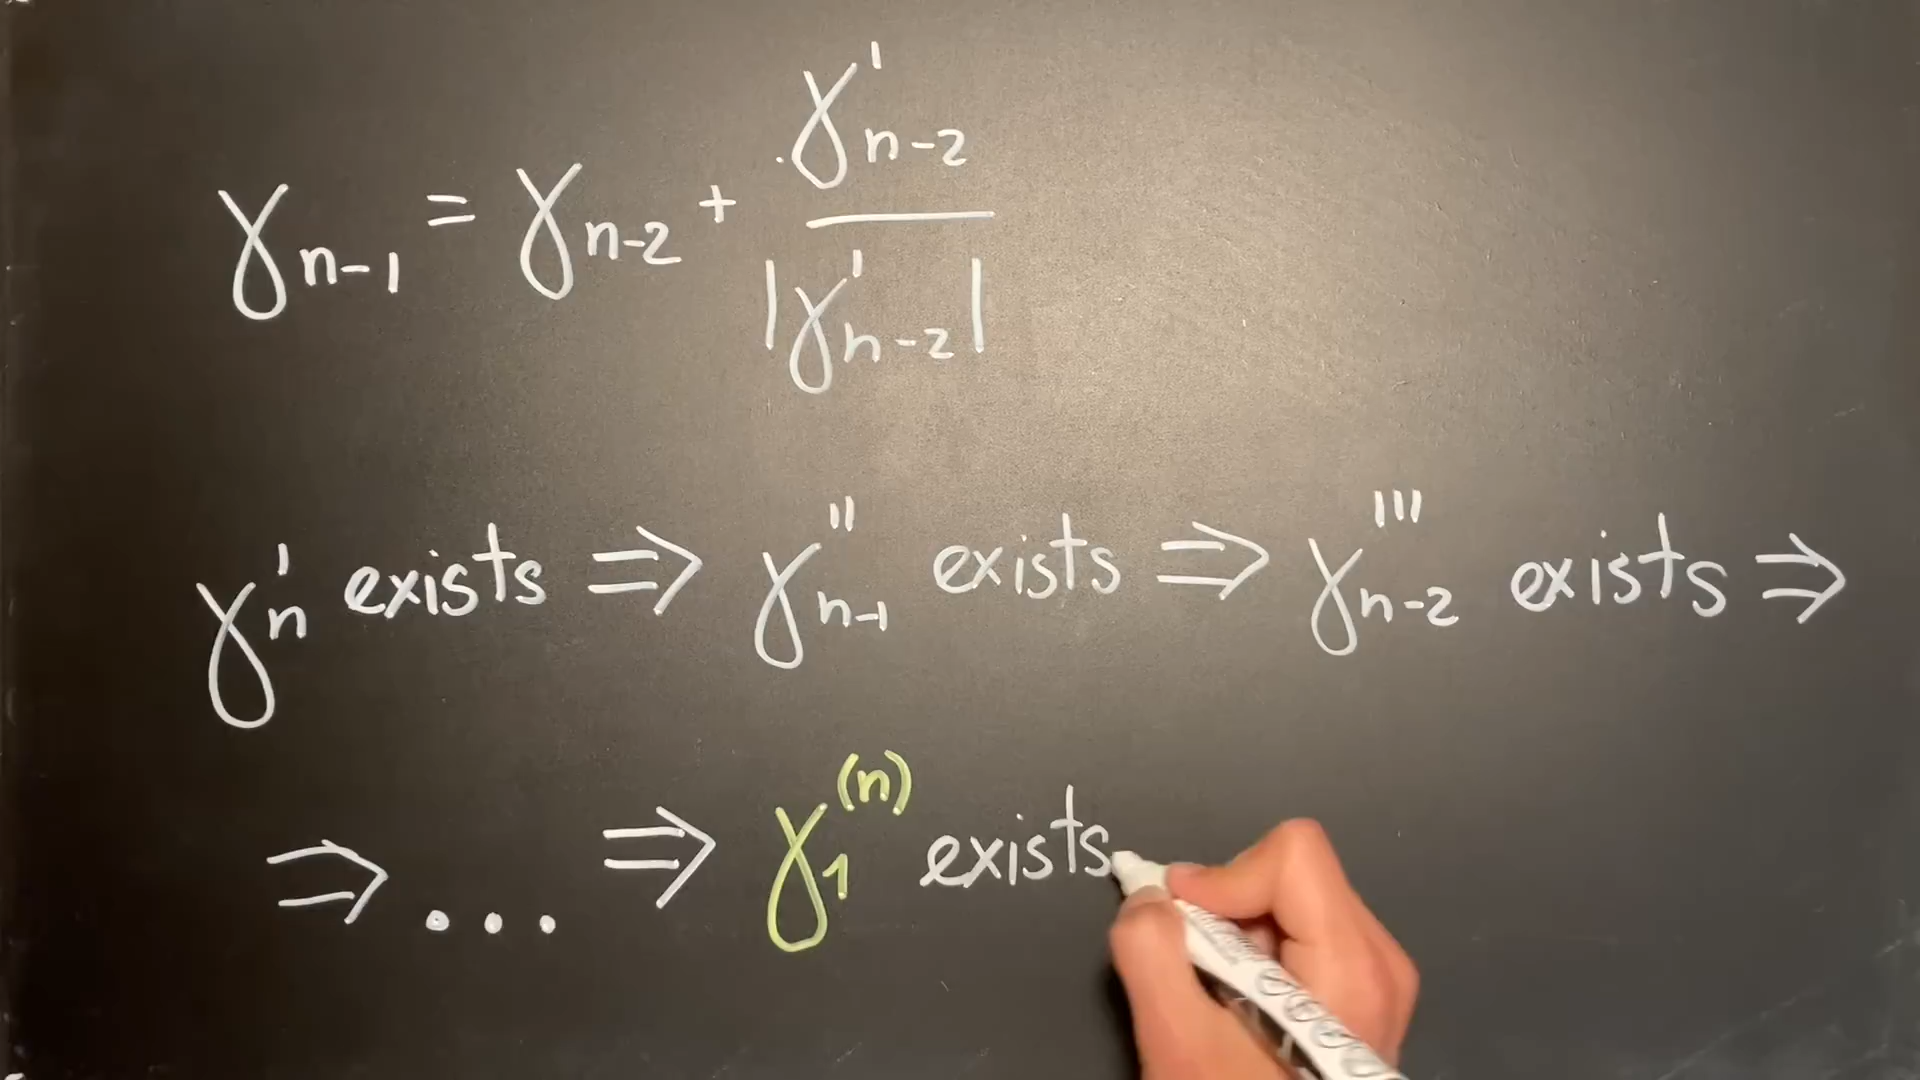 γₙ₋₁ = γₙ₋₂ + γ'ₙ₋₂ / |γ'ₙ₋₂|
γ'ₙ exists ⇒ γ''ₙ₋₁ exists ⇒ γ'''ₙ₋₂ exists ⇒
⇒ ... ⇒ γ₁⁽ⁿ⁾ exists